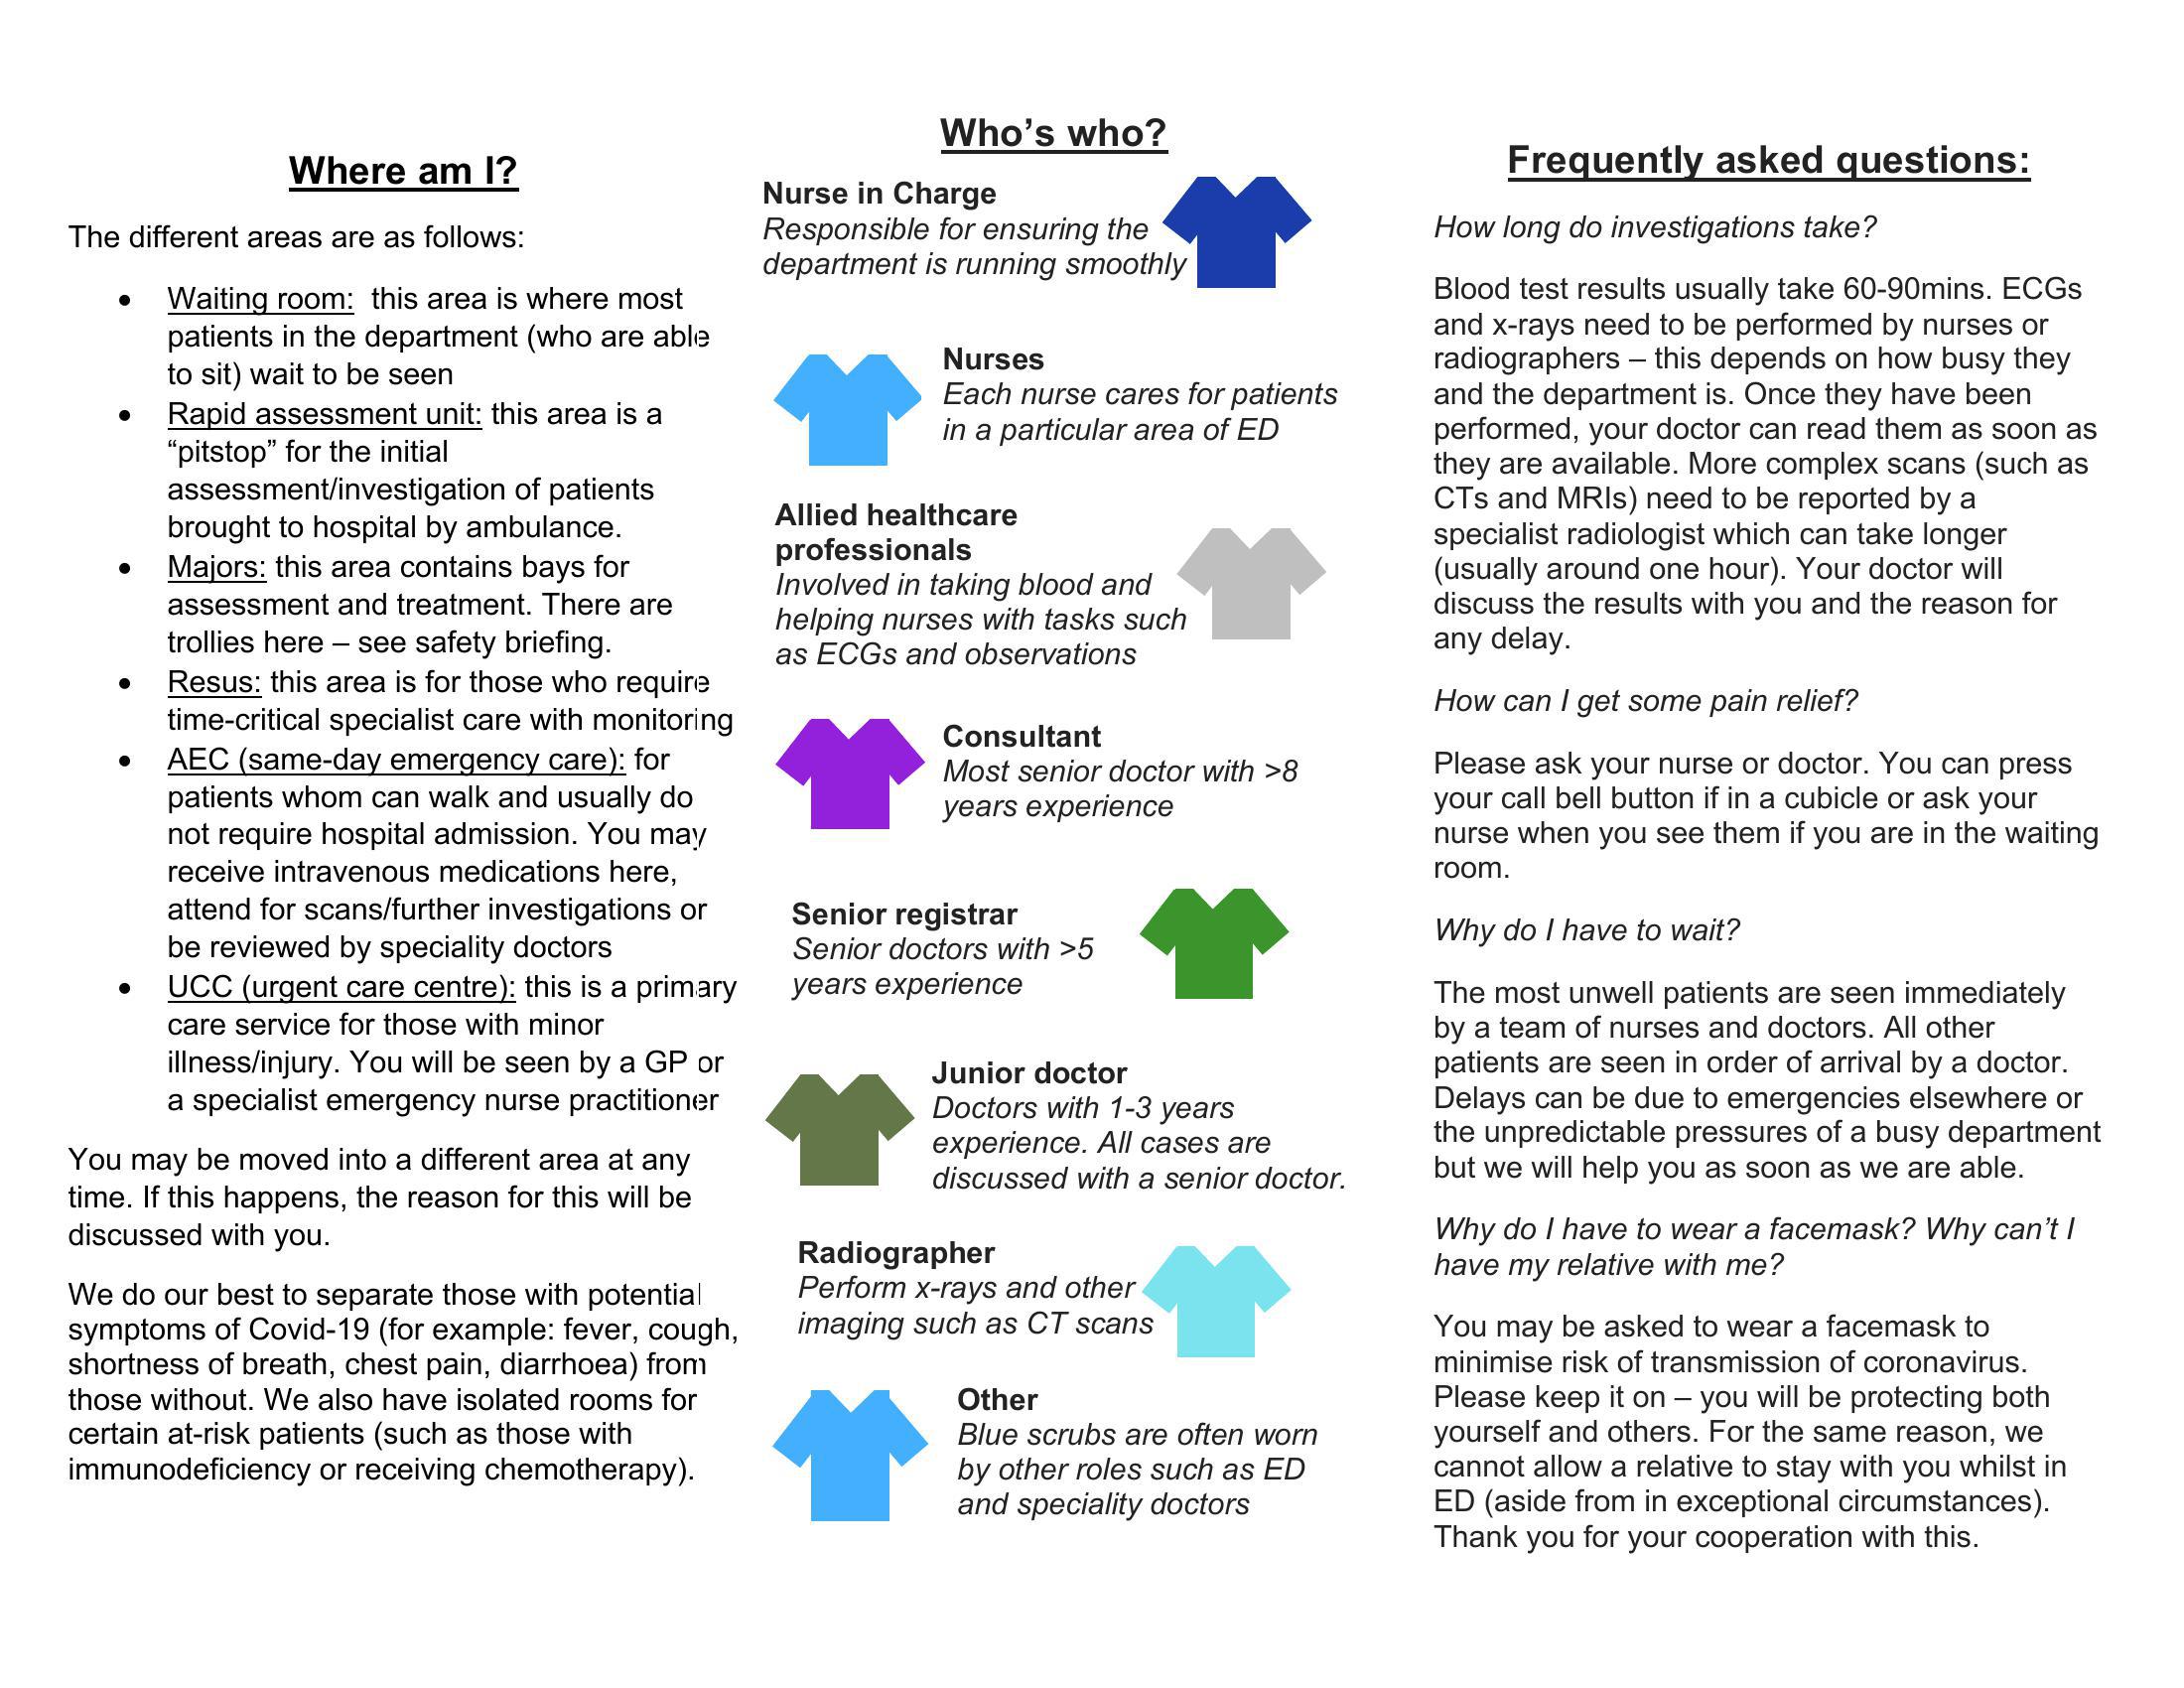 Where am I?
The different areas are as follows:
• Waiting room:  this area is where most
patients in the department (who are able
to sit) wait to be seen
• Rapid assessment unit: this area is a
“pitstop” for the initial
assessment/investigation of patients
brought to hospital by ambulance.
• Majors: this area contains bays for
assessment and treatment. There are
trollies here – see safety briefing.
• Resus: this area is for those who require
time-critical specialist care with monitoring
• AEC (same-day emergency care): for
patients whom can walk and usually do
not require hospital admission. You may
receive intravenous medications here,
attend for scans/further investigations or
be reviewed by speciality doctors
• UCC (urgent care centre): this is a primary
care service for those with minor
illness/injury. You will be seen by a GP or
a specialist emergency nurse practitioner
You may be moved into a different area at any
time. If this happens, the reason for this will be
discussed with you.
We do our best to separate those with potential
symptoms of Covid-19 (for example: fever, cough,
shortness of breath, chest pain, diarrhoea) from
those without. We also have isolated rooms for
certain at-risk patients (such as those with
immunodeficiency or receiving chemotherapy).
Who’s who?
Nurse in Charge
Responsible for ensuring the
department is running smoothly
Nurses
Each nurse cares for patients
in a particular area of ED
Allied healthcare
professionals
Involved in taking blood and
helping nurses with tasks such
as ECGs and observations
Consultant
Most senior doctor with >8
years experience
Senior registrar
Senior doctors with >5
years experience
Junior doctor
Doctors with 1-3 years
experience. All cases are
discussed with a senior doctor.
Radiographer
Perform x-rays and other
imaging such as CT scans
Other
Blue scrubs are often worn
by other roles such as ED
and speciality doctors
Frequently asked questions:
How long do investigations take?
Blood test results usually take 60-90mins. ECGs
and x-rays need to be performed by nurses or
radiographers – this depends on how busy they
and the department is. Once they have been
performed, your doctor can read them as soon as
they are available. More complex scans (such as
CTs and MRIs) need to be reported by a
specialist radiologist which can take longer
(usually around one hour). Your doctor will
discuss the results with you and the reason for
any delay.
How can I get some pain relief?
Please ask your nurse or doctor. You can press
your call bell button if in a cubicle or ask your
nurse when you see them if you are in the waiting
room.
Why do I have to wait?
The most unwell patients are seen immediately
by a team of nurses and doctors. All other
patients are seen in order of arrival by a doctor.
Delays can be due to emergencies elsewhere or
the unpredictable pressures of a busy department
but we will help you as soon as we are able.
Why do I have to wear a facemask? Why can’t I
have my relative with me?
You may be asked to wear a facemask to
minimise risk of transmission of coronavirus.
Please keep it on – you will be protecting both
yourself and others. For the same reason, we
cannot allow a relative to stay with you whilst in
ED (aside from in exceptional circumstances).
Thank you for your cooperation with this.